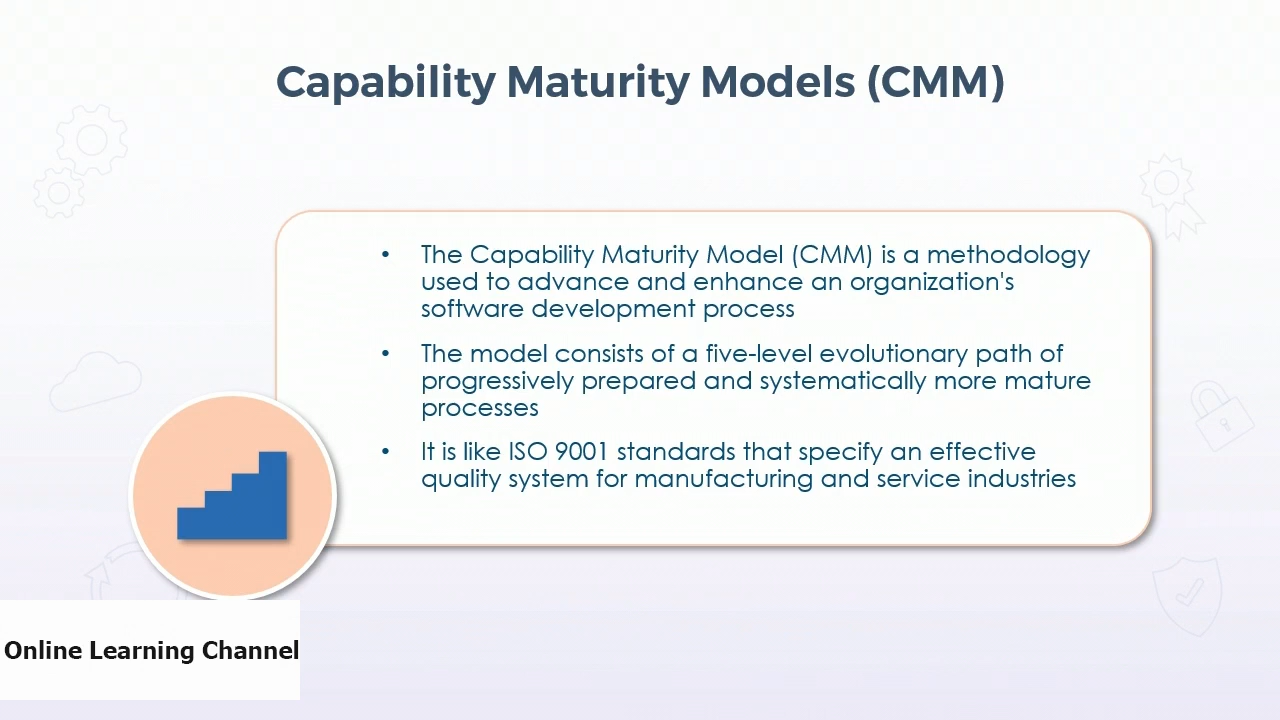 Capability Maturity Models (CMM)
• The Capability Maturity Model (CMM) is a methodology
used to advance and enhance an organization's
software development process
• The model consists of a five-level evolutionary path of
progressively prepared and systematically more mature
processes
• It is like ISO 9001 standards that specify an effective
quality system for manufacturing and service industries
Online Learning Channel